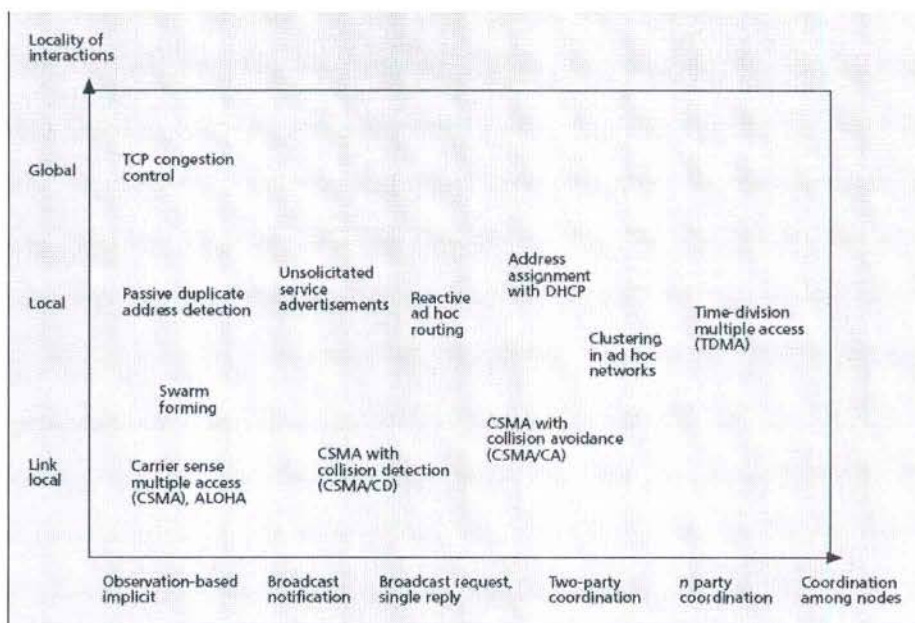 Locality of
interactions
Global
TCP congestion
control
Local
Passive duplicate
address detection
Unsolicitated
service
advertisements
Reactive
ad hoc
routing
Address
assignment
with DHCP
Clustering
in ad hoc
networks
Time-division
multiple access
(TDMA)
Swarm
forming
Link
local
Carrier sense
multiple access
(CSMA), ALOHA
CSMA with
collision detection
(CSMA/CD)
CSMA with
collision avoidance
(CSMA/CA)
Observation-based
implicit
Broadcast
notification
Broadcast request,
single reply
Two-party
coordination
n party
coordination
Coordination
among nodes